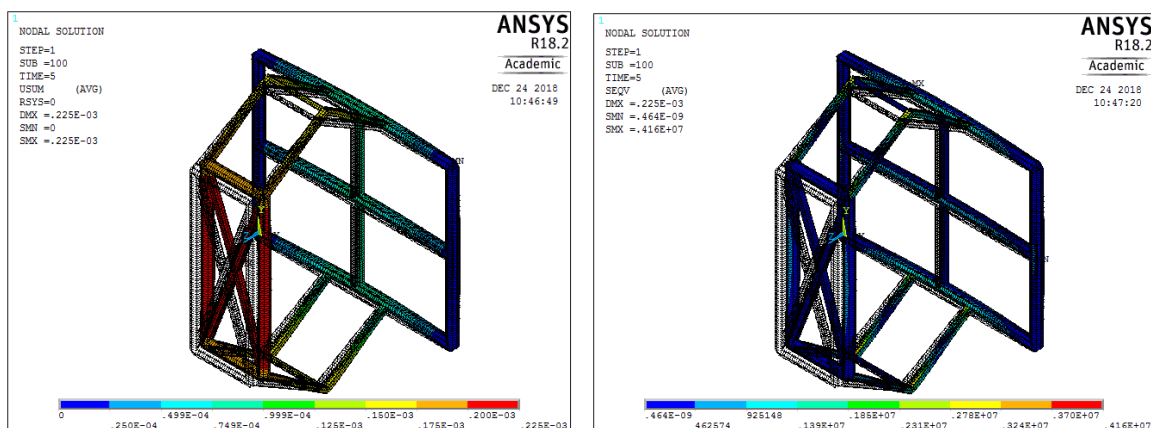 1
NODAL SOLUTION
STEP=1
SUB =100
TIME=5
USUM (AVG)
RSYS=0
DMX =.225E-03
SMN =0
SMX =.225E-03
ANSYS
R18.2
Academic
DEC 24 2018
10:46:49
MN
Y
Z
X
0
.250E-04
.499E-04
.749E-04
.999E-04
.125E-03
.150E-03
.175E-03
.200E-03
.225E-03
1
NODAL SOLUTION
STEP=1
SUB =100
TIME=5
SEQV (AVG)
DMX =.225E-03
SMN =.464E-09
SMX =.416E+07
ANSYS
R18.2
Academic
DEC 24 2018
10:47:20
MX
Y
Z
X
N
.464E-09
462574
925148
.139E+07
.185E+07
.231E+07
.278E+07
.324E+07
.370E+07
.416E+07